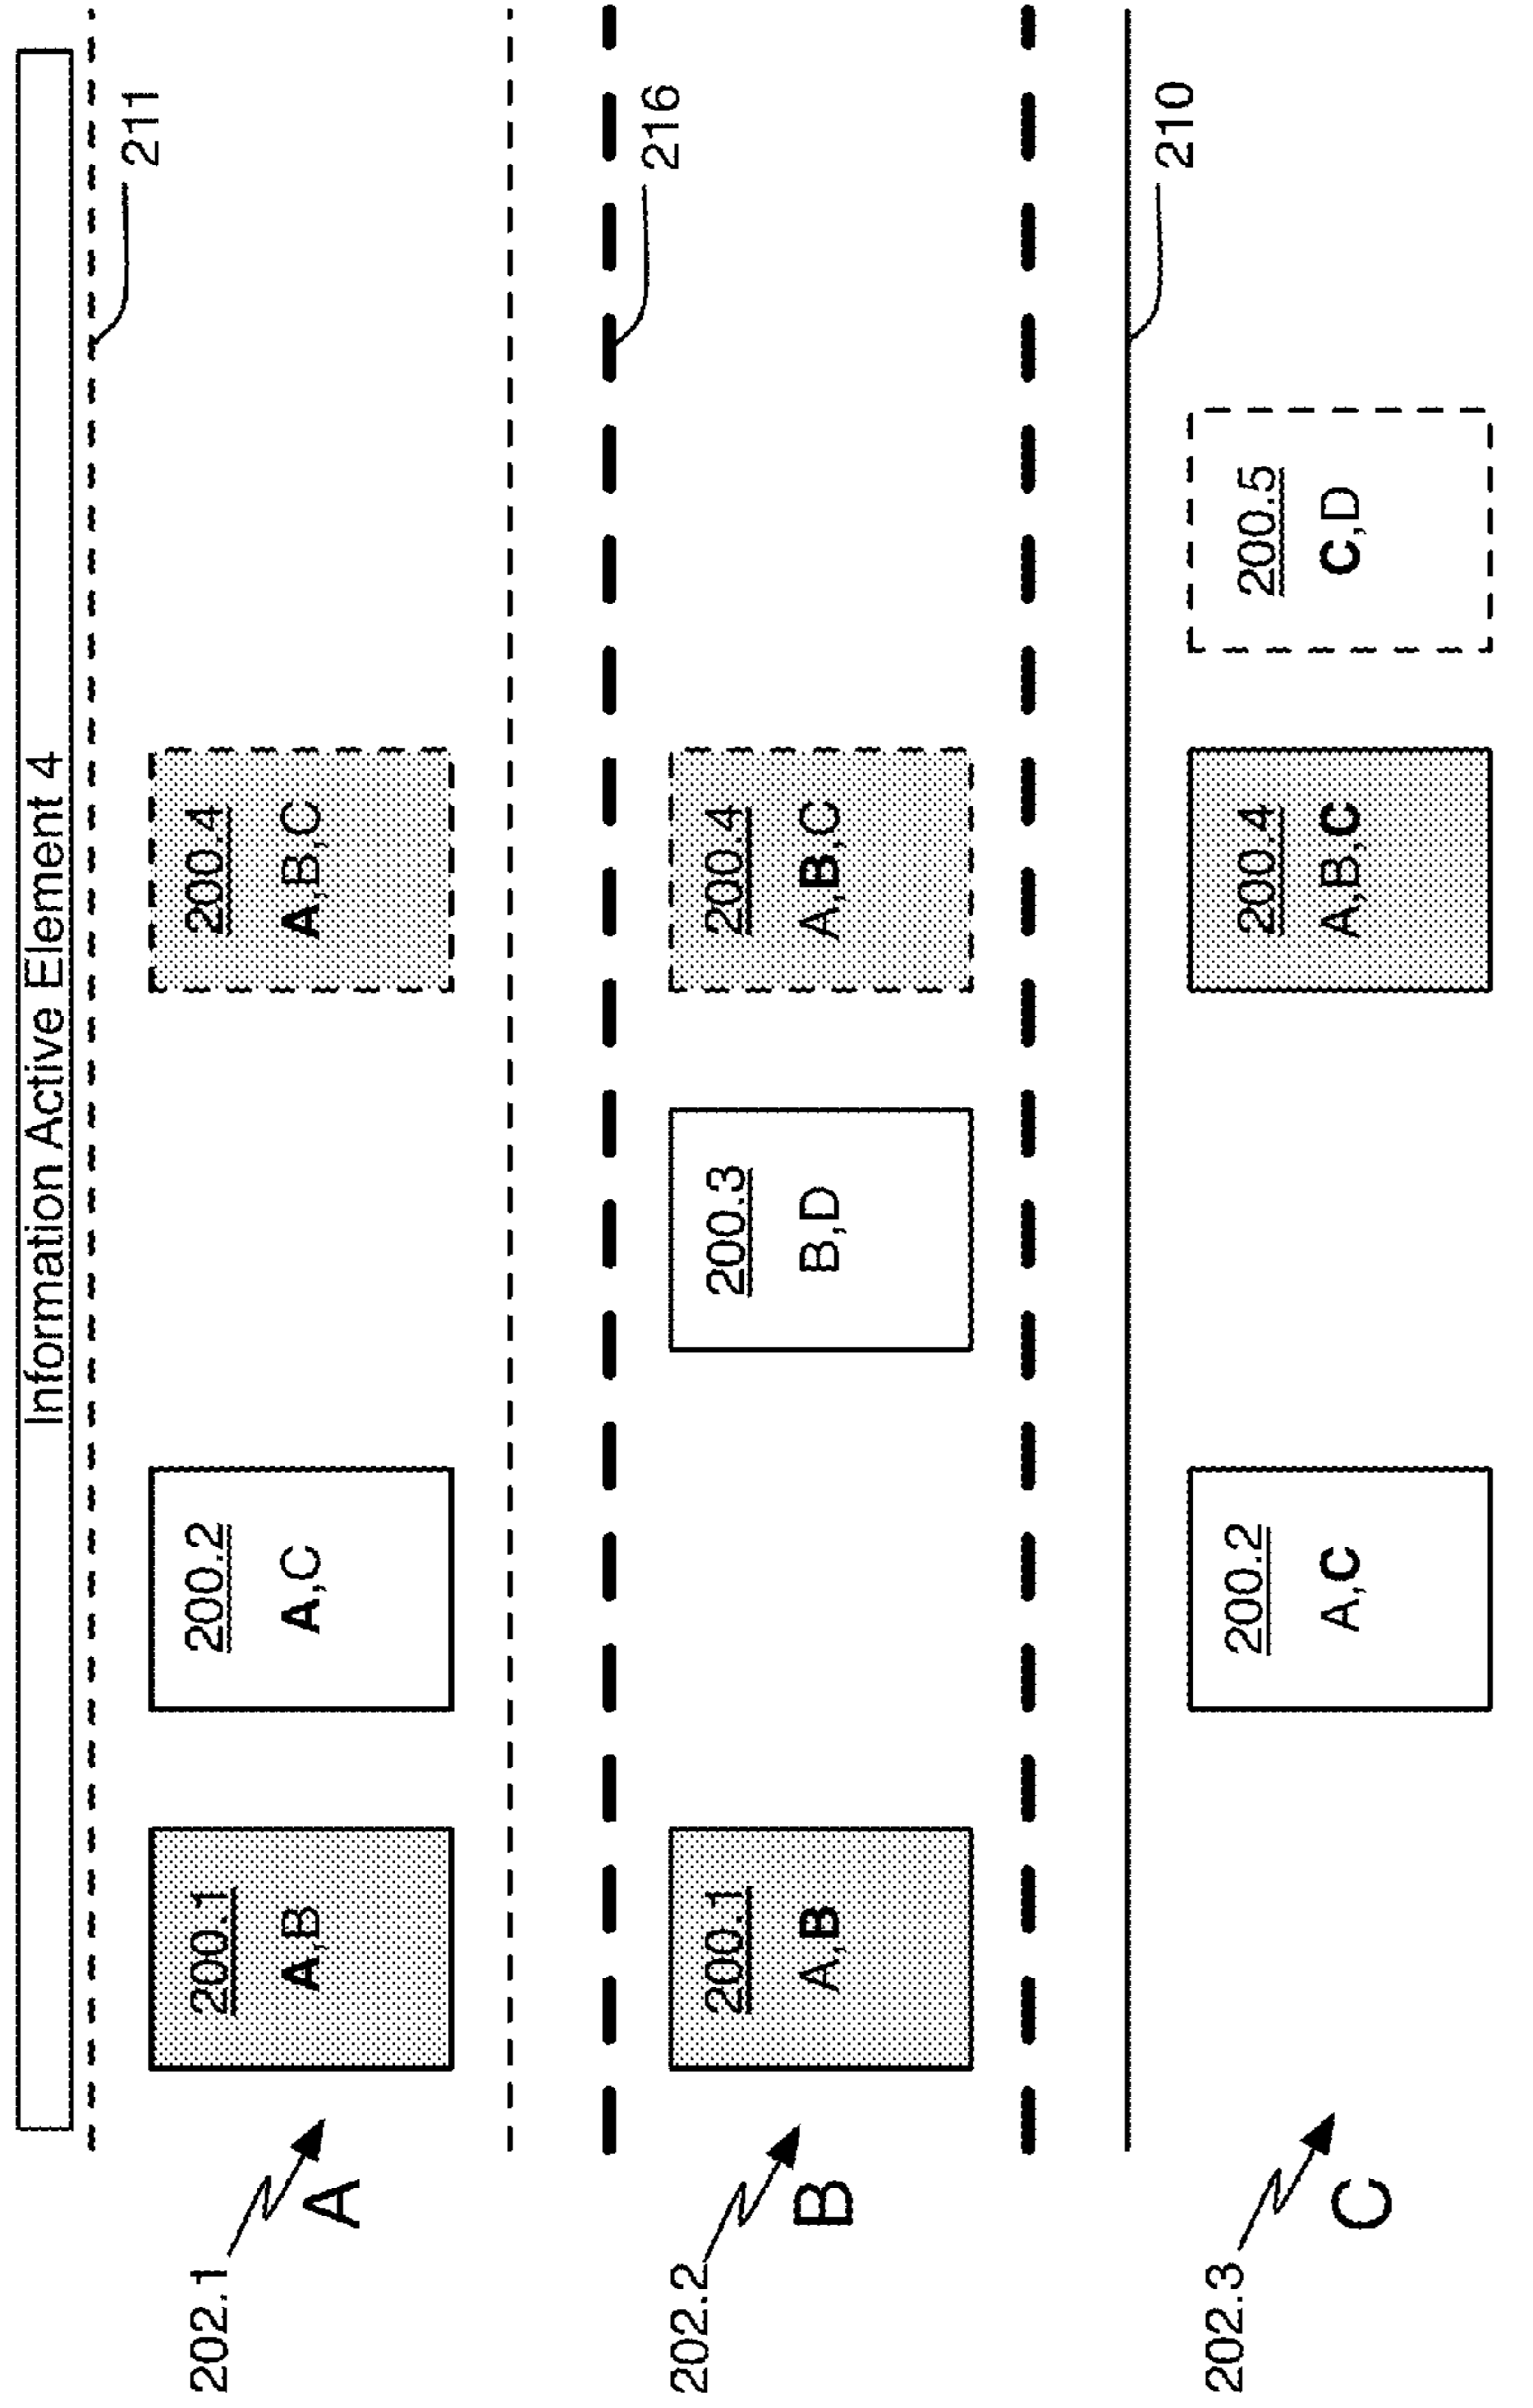 Information Active Element 4
211
202.1
A
200.1
A,B
200.2
A,C
200.4
A,B,C
216
202.2
B
200.1
A,B
200.3
B,D
200.4
A,B,C
210
202.3
C
200.2
A,C
200.4
A,B,C
200.5
C,D